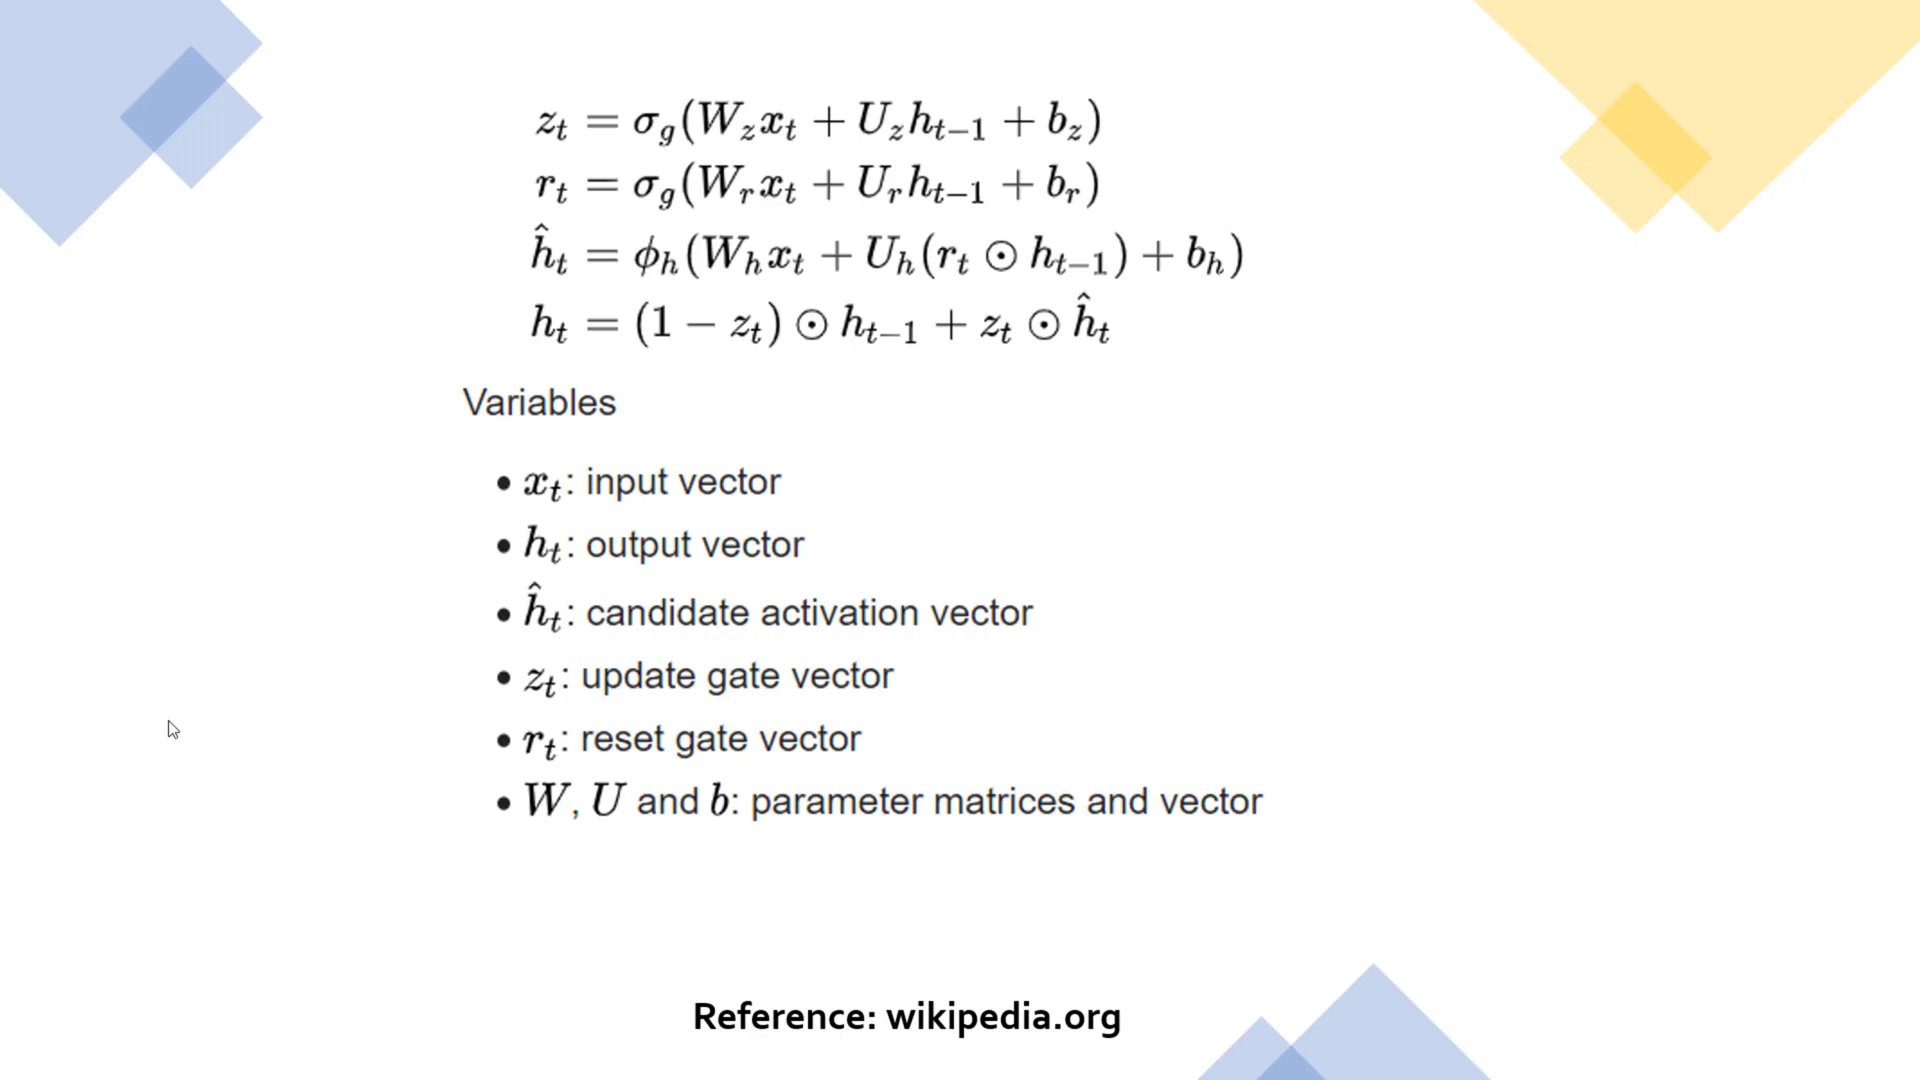 z_t = σ_g(W_z x_t + U_z h_{t−1} + b_z)
r_t = σ_g(W_r x_t + U_r h_{t−1} + b_r)
ĥ_t = ϕ_h(W_h x_t + U_h(r_t ⊙ h_{t−1}) + b_h)
h_t = (1 − z_t) ⊙ h_{t−1} + z_t ⊙ ĥ_t
Variables
• x_t: input vector
• h_t: output vector
• ĥ_t: candidate activation vector
• z_t: update gate vector
• r_t: reset gate vector
• W, U and b: parameter matrices and vector
Reference: wikipedia.org